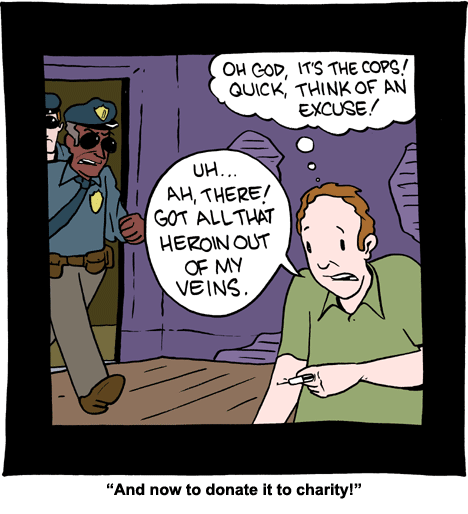 OH GOD, IT'S THE COPS!
QUICK, THINK OF AN
EXCUSE!
UH...
AH, THERE!
GOT ALL THAT
HEROIN OUT
OF MY
VEINS.
“And now to donate it to charity!”